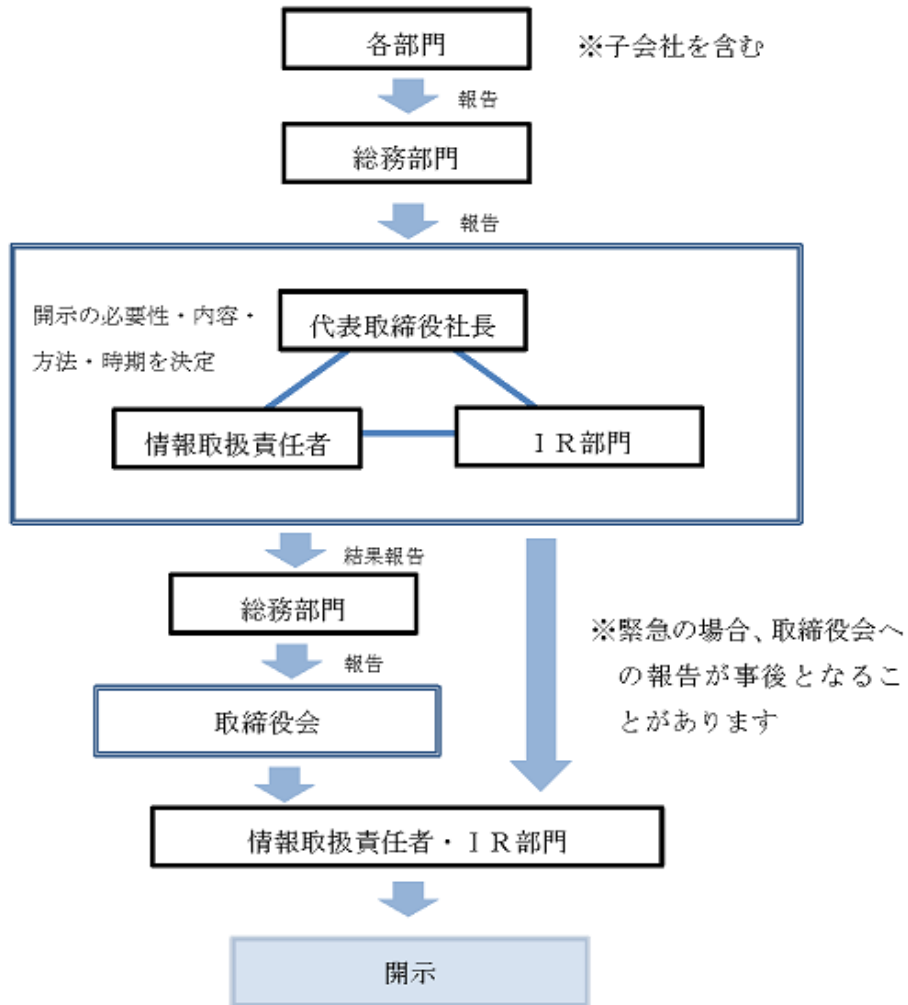 各部門
※子会社を含む
報告
総務部門
報告
開示の必要性・内容・
方法・時期を決定
代表取締役社長
情報取扱責任者
ＩＲ部門
結果報告
総務部門
報告
※緊急の場合、取締役会へ
の報告が事後となるこ
とがあります
取締役会
情報取扱責任者・ＩＲ部門
開示